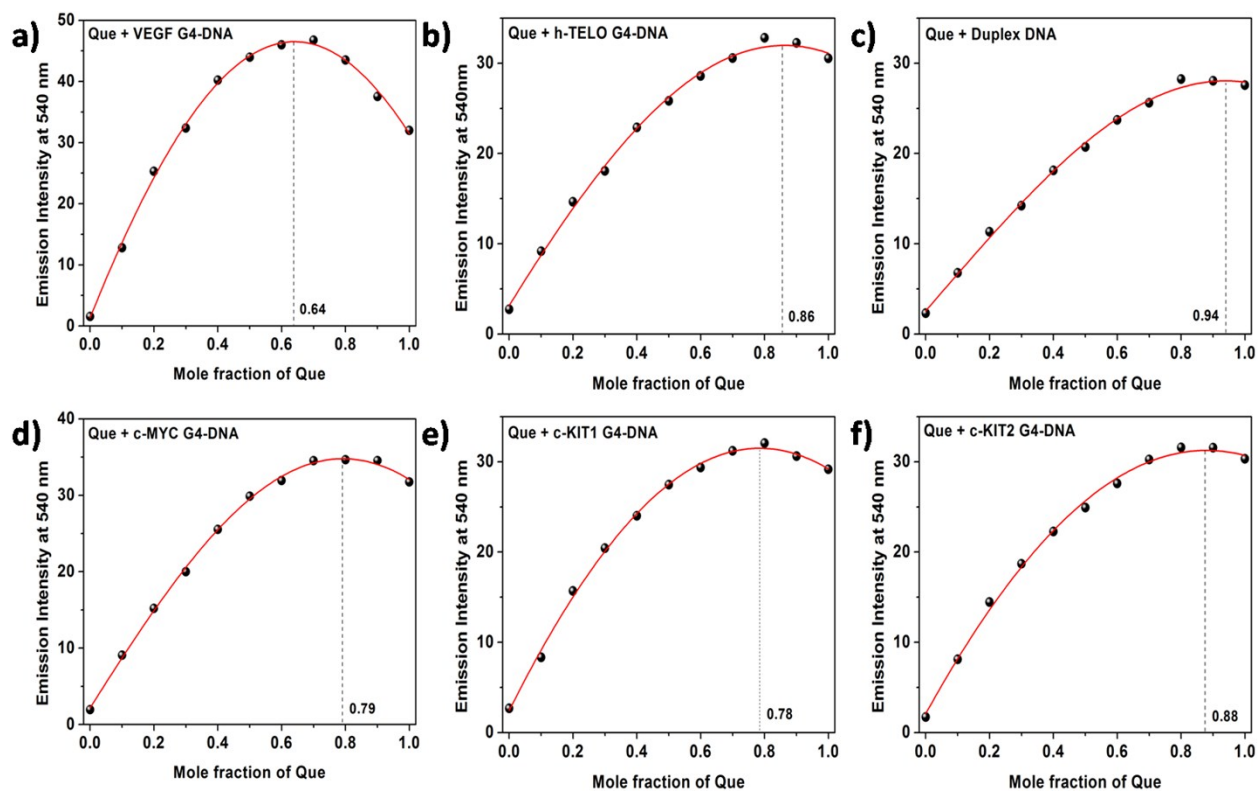 a)
Que + VEGF G4-DNA
Emission Intensity at 540 nm
50
40
30
20
10
0
0.64
0.0 0.2 0.4 0.6 0.8 1.0
Mole fraction of Que
b)
Que + h-TELO G4-DNA
Emission Intensity at 540nm
30
20
10
0
0.86
0.0 0.2 0.4 0.6 0.8 1.0
Mole fraction of Que
c)
Que + Duplex DNA
Emission Intensity at 540 nm
30
20
10
0
0.94
0.0 0.2 0.4 0.6 0.8 1.0
Mole fraction of Que
d)
Que + c-MYC G4-DNA
Emission Intensity at 540 nm
40
30
20
10
0
0.79
0.0 0.2 0.4 0.6 0.8 1.0
Mole fraction of Que
e)
Que + c-KIT1 G4-DNA
Emission Intensity at 540 nm
30
20
10
0
0.78
0.0 0.2 0.4 0.6 0.8 1.0
Mole fraction of Que
f)
Que + c-KIT2 G4-DNA
Emission Intensity at 540 nm
30
20
10
0
0.88
0.0 0.2 0.4 0.6 0.8 1.0
Mole fraction of Que